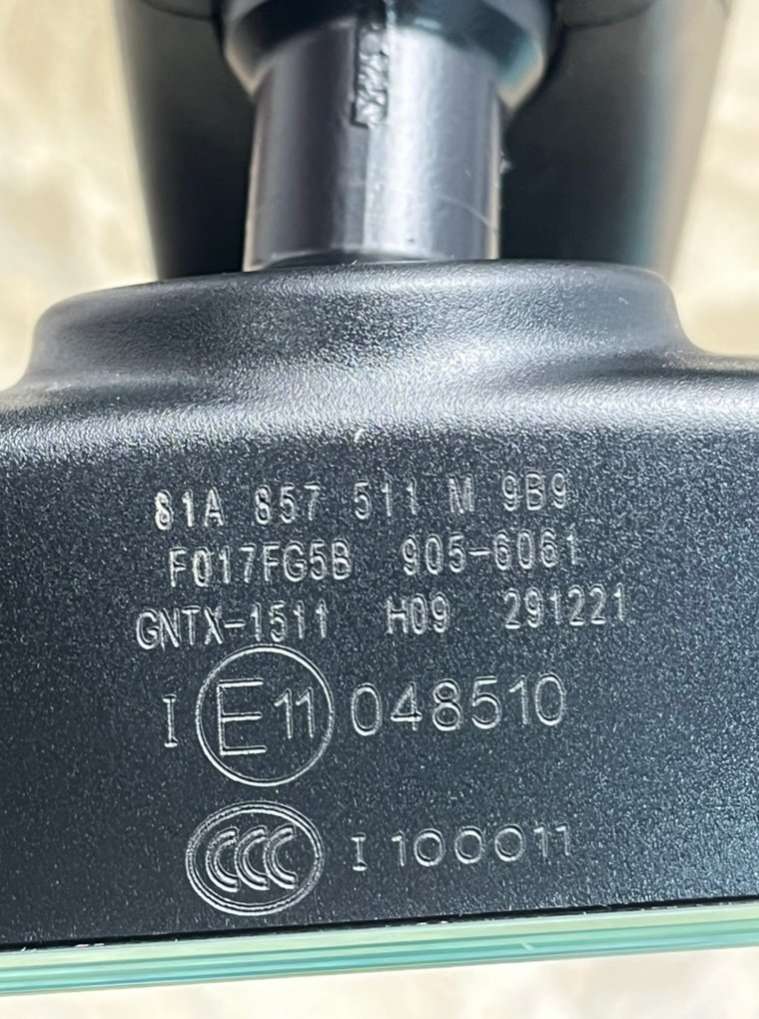 81A 857 511 M 9B9
F017FG5B 905-6061
GNTX-1511 H09 291221
I E11 048510
CCC I 100011